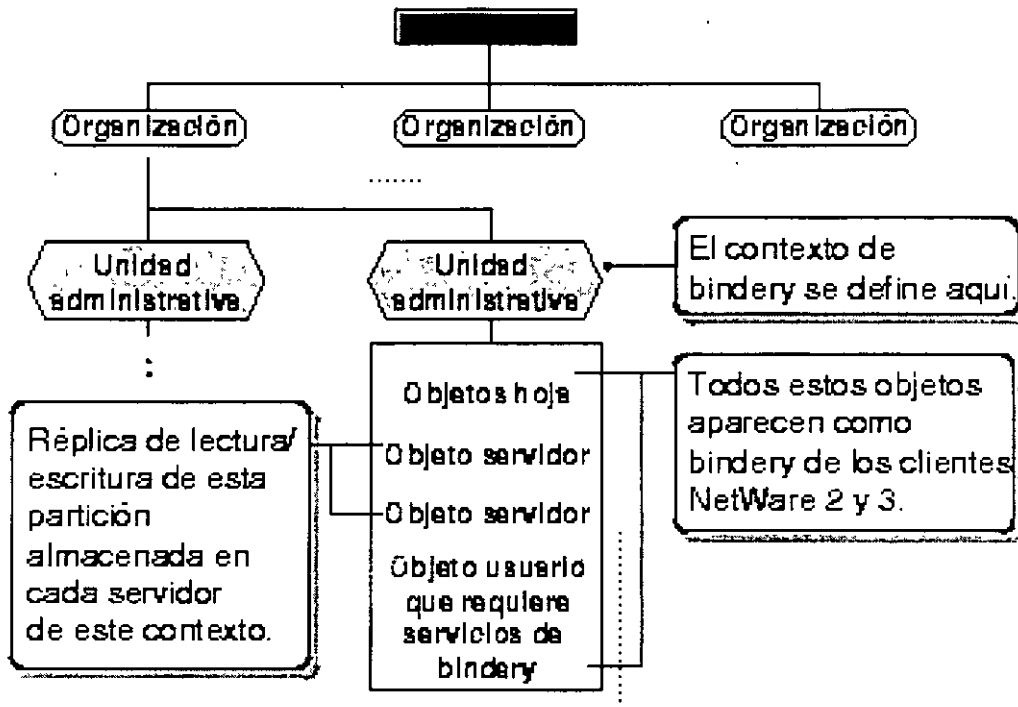 Organización
Organización
Organización
Unidad
administrativa
Unidad
administrativa
El contexto de
bindery se define aquí.
Objetos hoja
Objeto servidor
Objeto servidor
Objeto usuario
que requiere
servicios de
bindery
Todos estos objetos
aparecen como
bindery de los clientes
NetWare 2 y 3.
Réplica de lectura/
escritura de esta
partición
almacenada en
cada servidor
de este contexto.